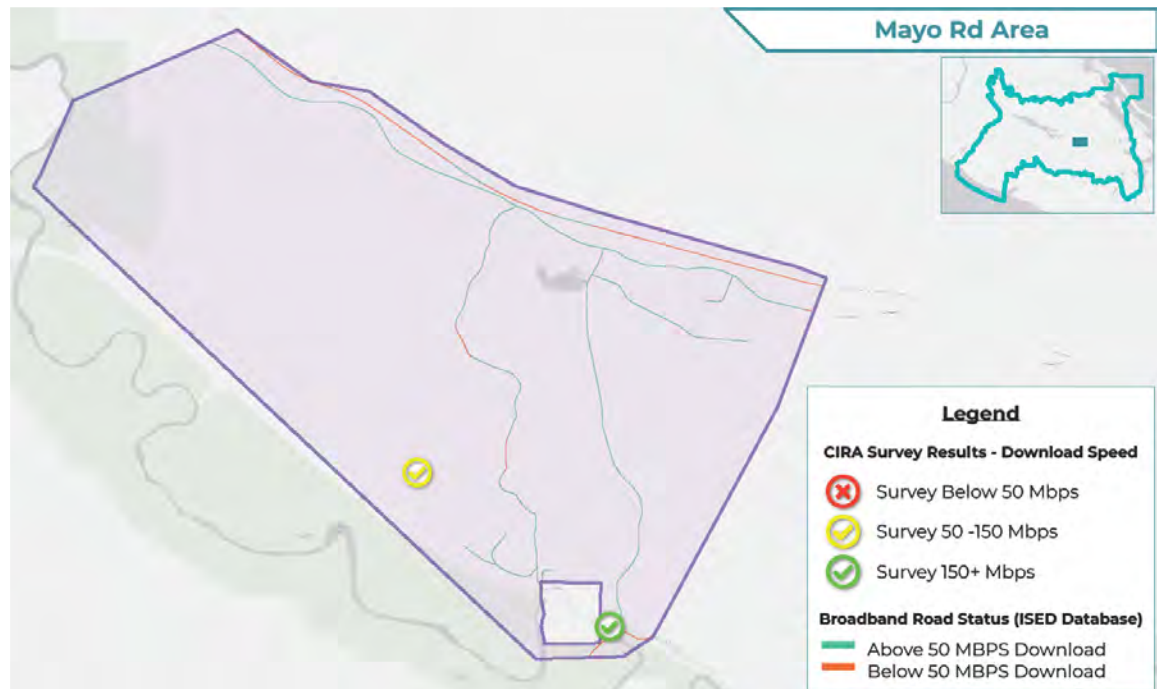 Mayo Rd Area
Legend
CIRA Survey Results - Download Speed
Survey Below 50 Mbps
Survey 50 -150 Mbps
Survey 150+ Mbps
Broadband Road Status (ISED Database)
Above 50 MBPS Download
Below 50 MBPS Download